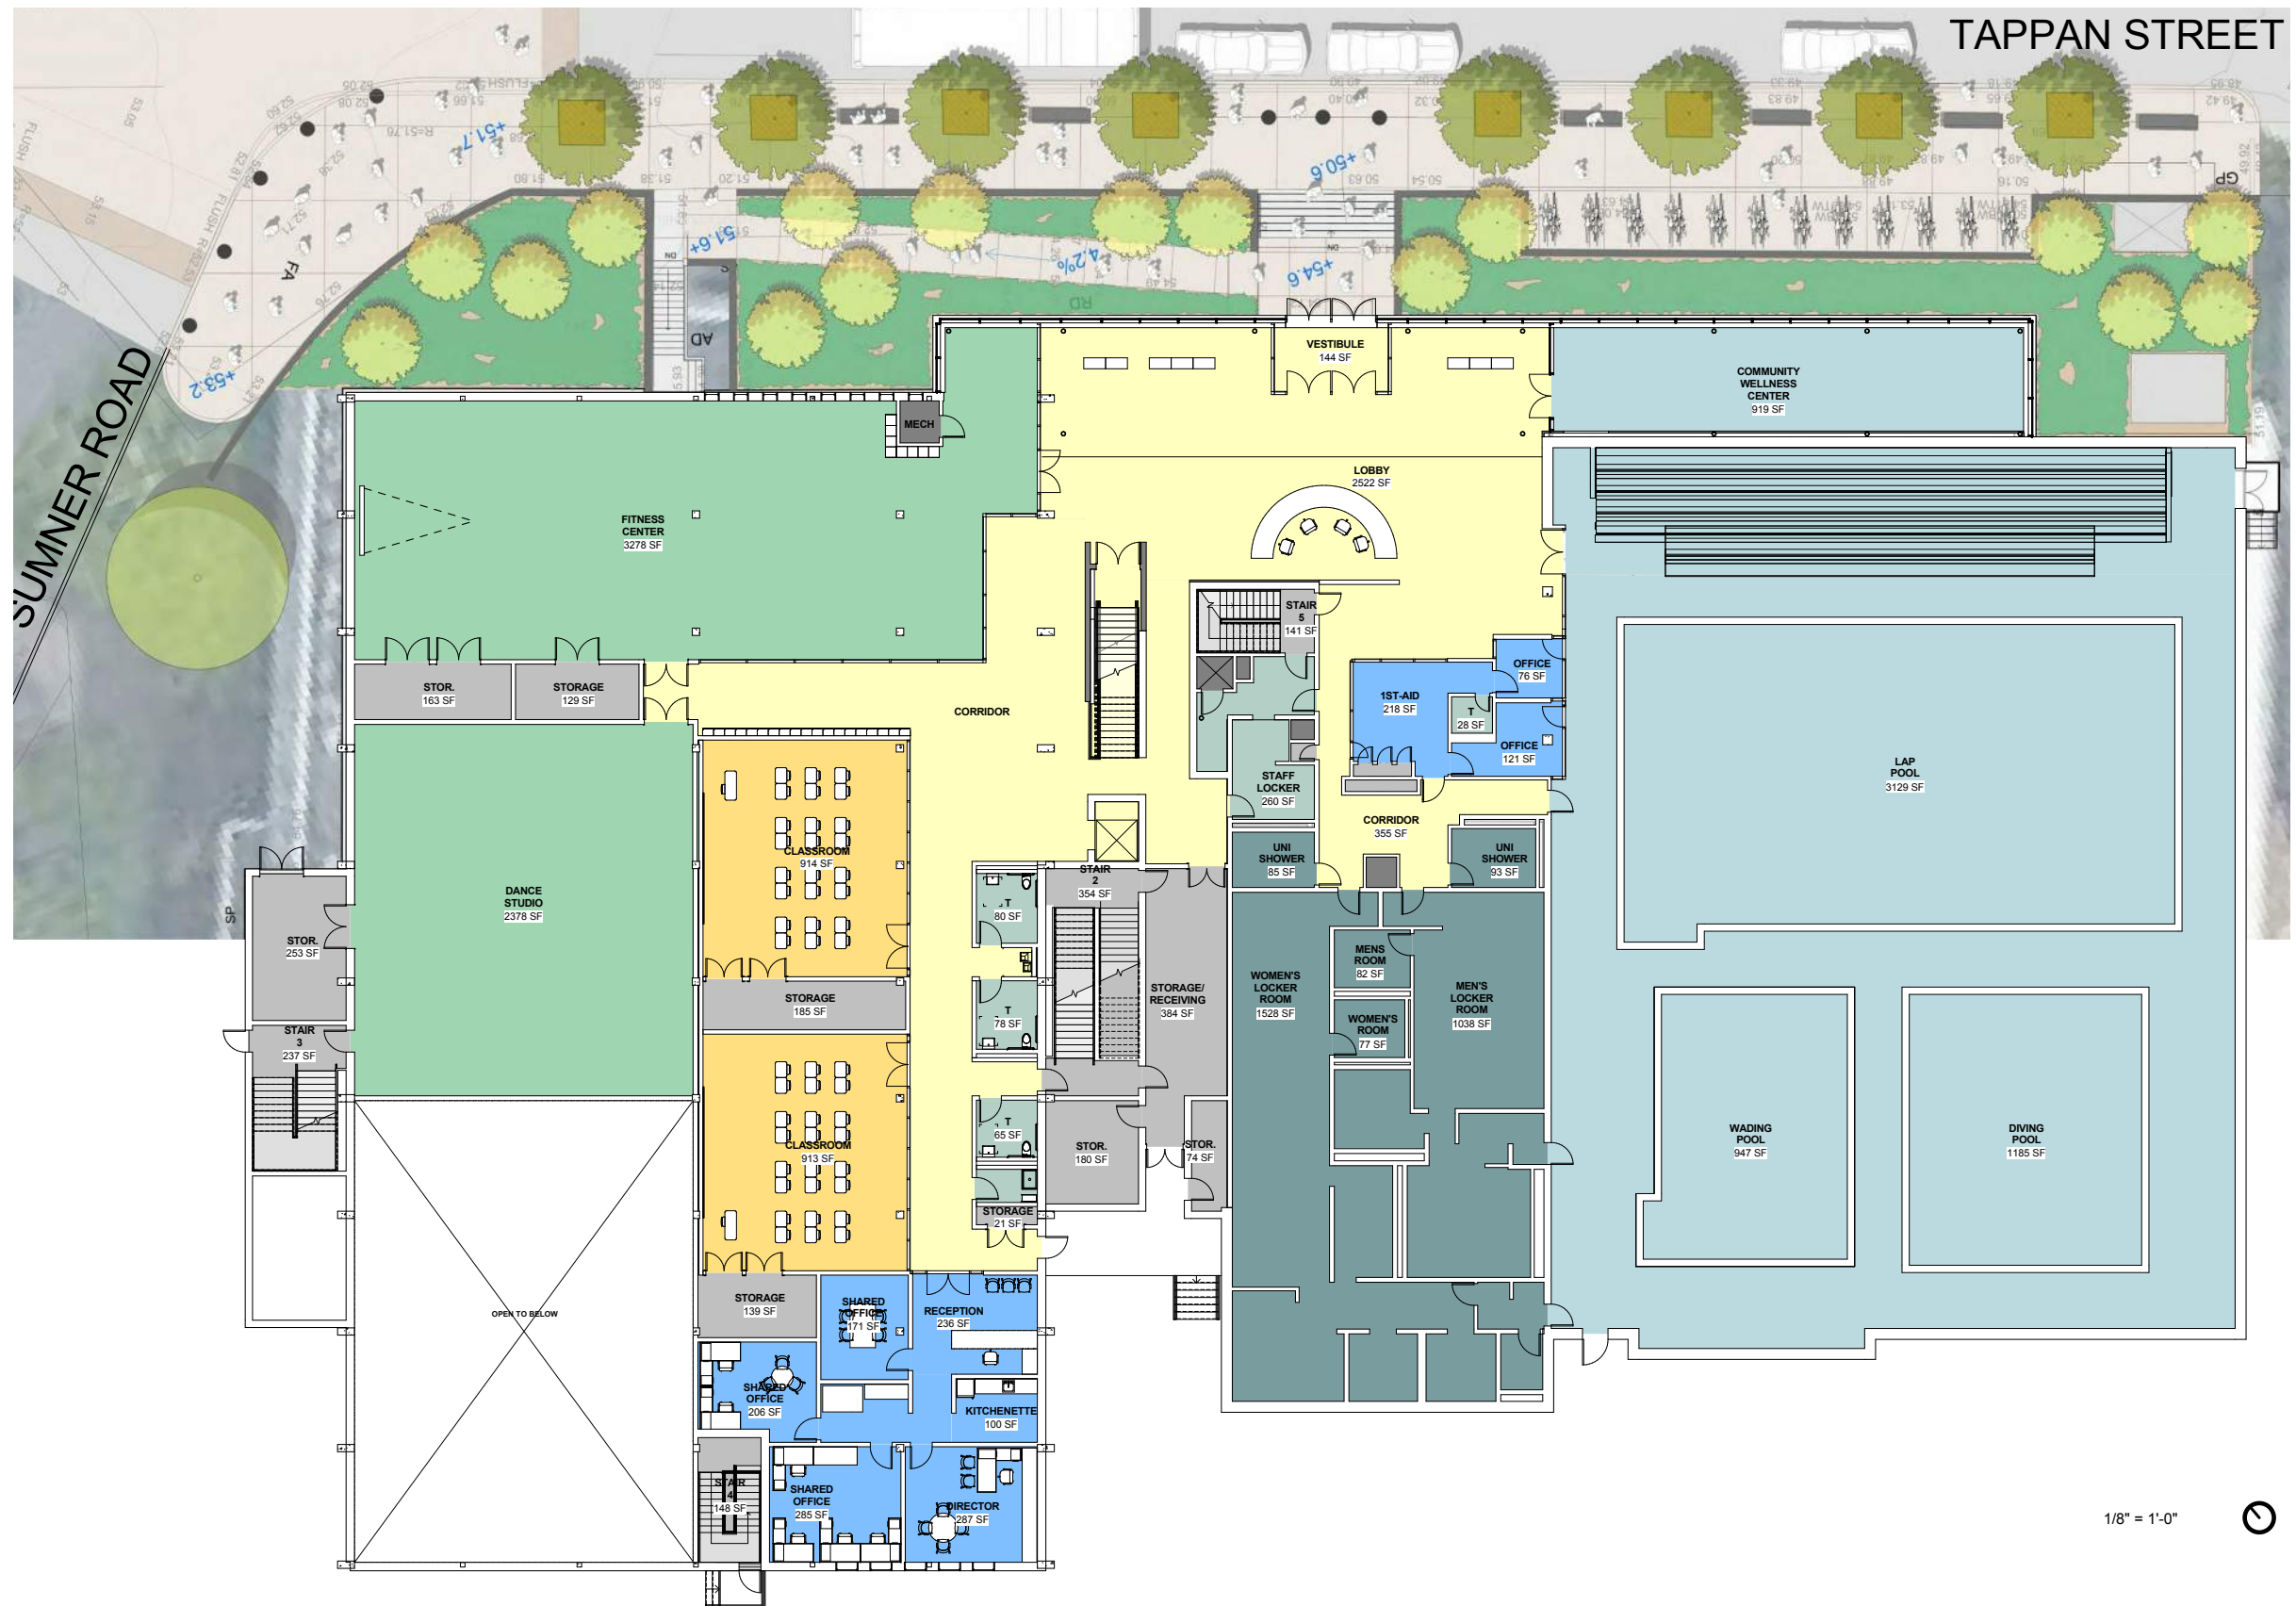 TAPPAN STREET
SUMNER ROAD
+51.7
+50.6
+51.6
4.2%
+54.6
+53.2
FA
AD
RD
GP
SP
DN
DN
VESTIBULE
144 SF
COMMUNITY
WELLNESS
CENTER
919 SF
MECH
LOBBY
2522 SF
FITNESS
CENTER
3278 SF
STAIR
5
141 SF
STOR.
163 SF
STORAGE
129 SF
CORRIDOR
OFFICE
76 SF
1ST-AID
218 SF
T
28 SF
OFFICE
121 SF
LAP
POOL
3129 SF
STAFF
LOCKER
260 SF
CORRIDOR
355 SF
CLASSROOM
914 SF
UNI
SHOWER
85 SF
UNI
SHOWER
93 SF
STAIR
2
354 SF
DANCE
STUDIO
2378 SF
T
80 SF
STOR.
253 SF
MENS
ROOM
82 SF
WOMEN'S
LOCKER
ROOM
1528 SF
STORAGE/
RECEIVING
384 SF
MEN'S
LOCKER
ROOM
1038 SF
STORAGE
185 SF
T
78 SF
WOMEN'S
ROOM
77 SF
STAIR
3
237 SF
T
65 SF
STOR.
180 SF
STOR.
74 SF
CLASSROOM
913 SF
WADING
POOL
947 SF
DIVING
POOL
1185 SF
STORAGE
21 SF
OPEN TO BELOW
STORAGE
139 SF
SHARED
OFFICE
171 SF
RECEPTION
236 SF
SHARED
OFFICE
206 SF
KITCHENETTE
100 SF
STAIR
4
148 SF
SHARED
OFFICE
285 SF
DIRECTOR
287 SF
1/8" = 1'-0"